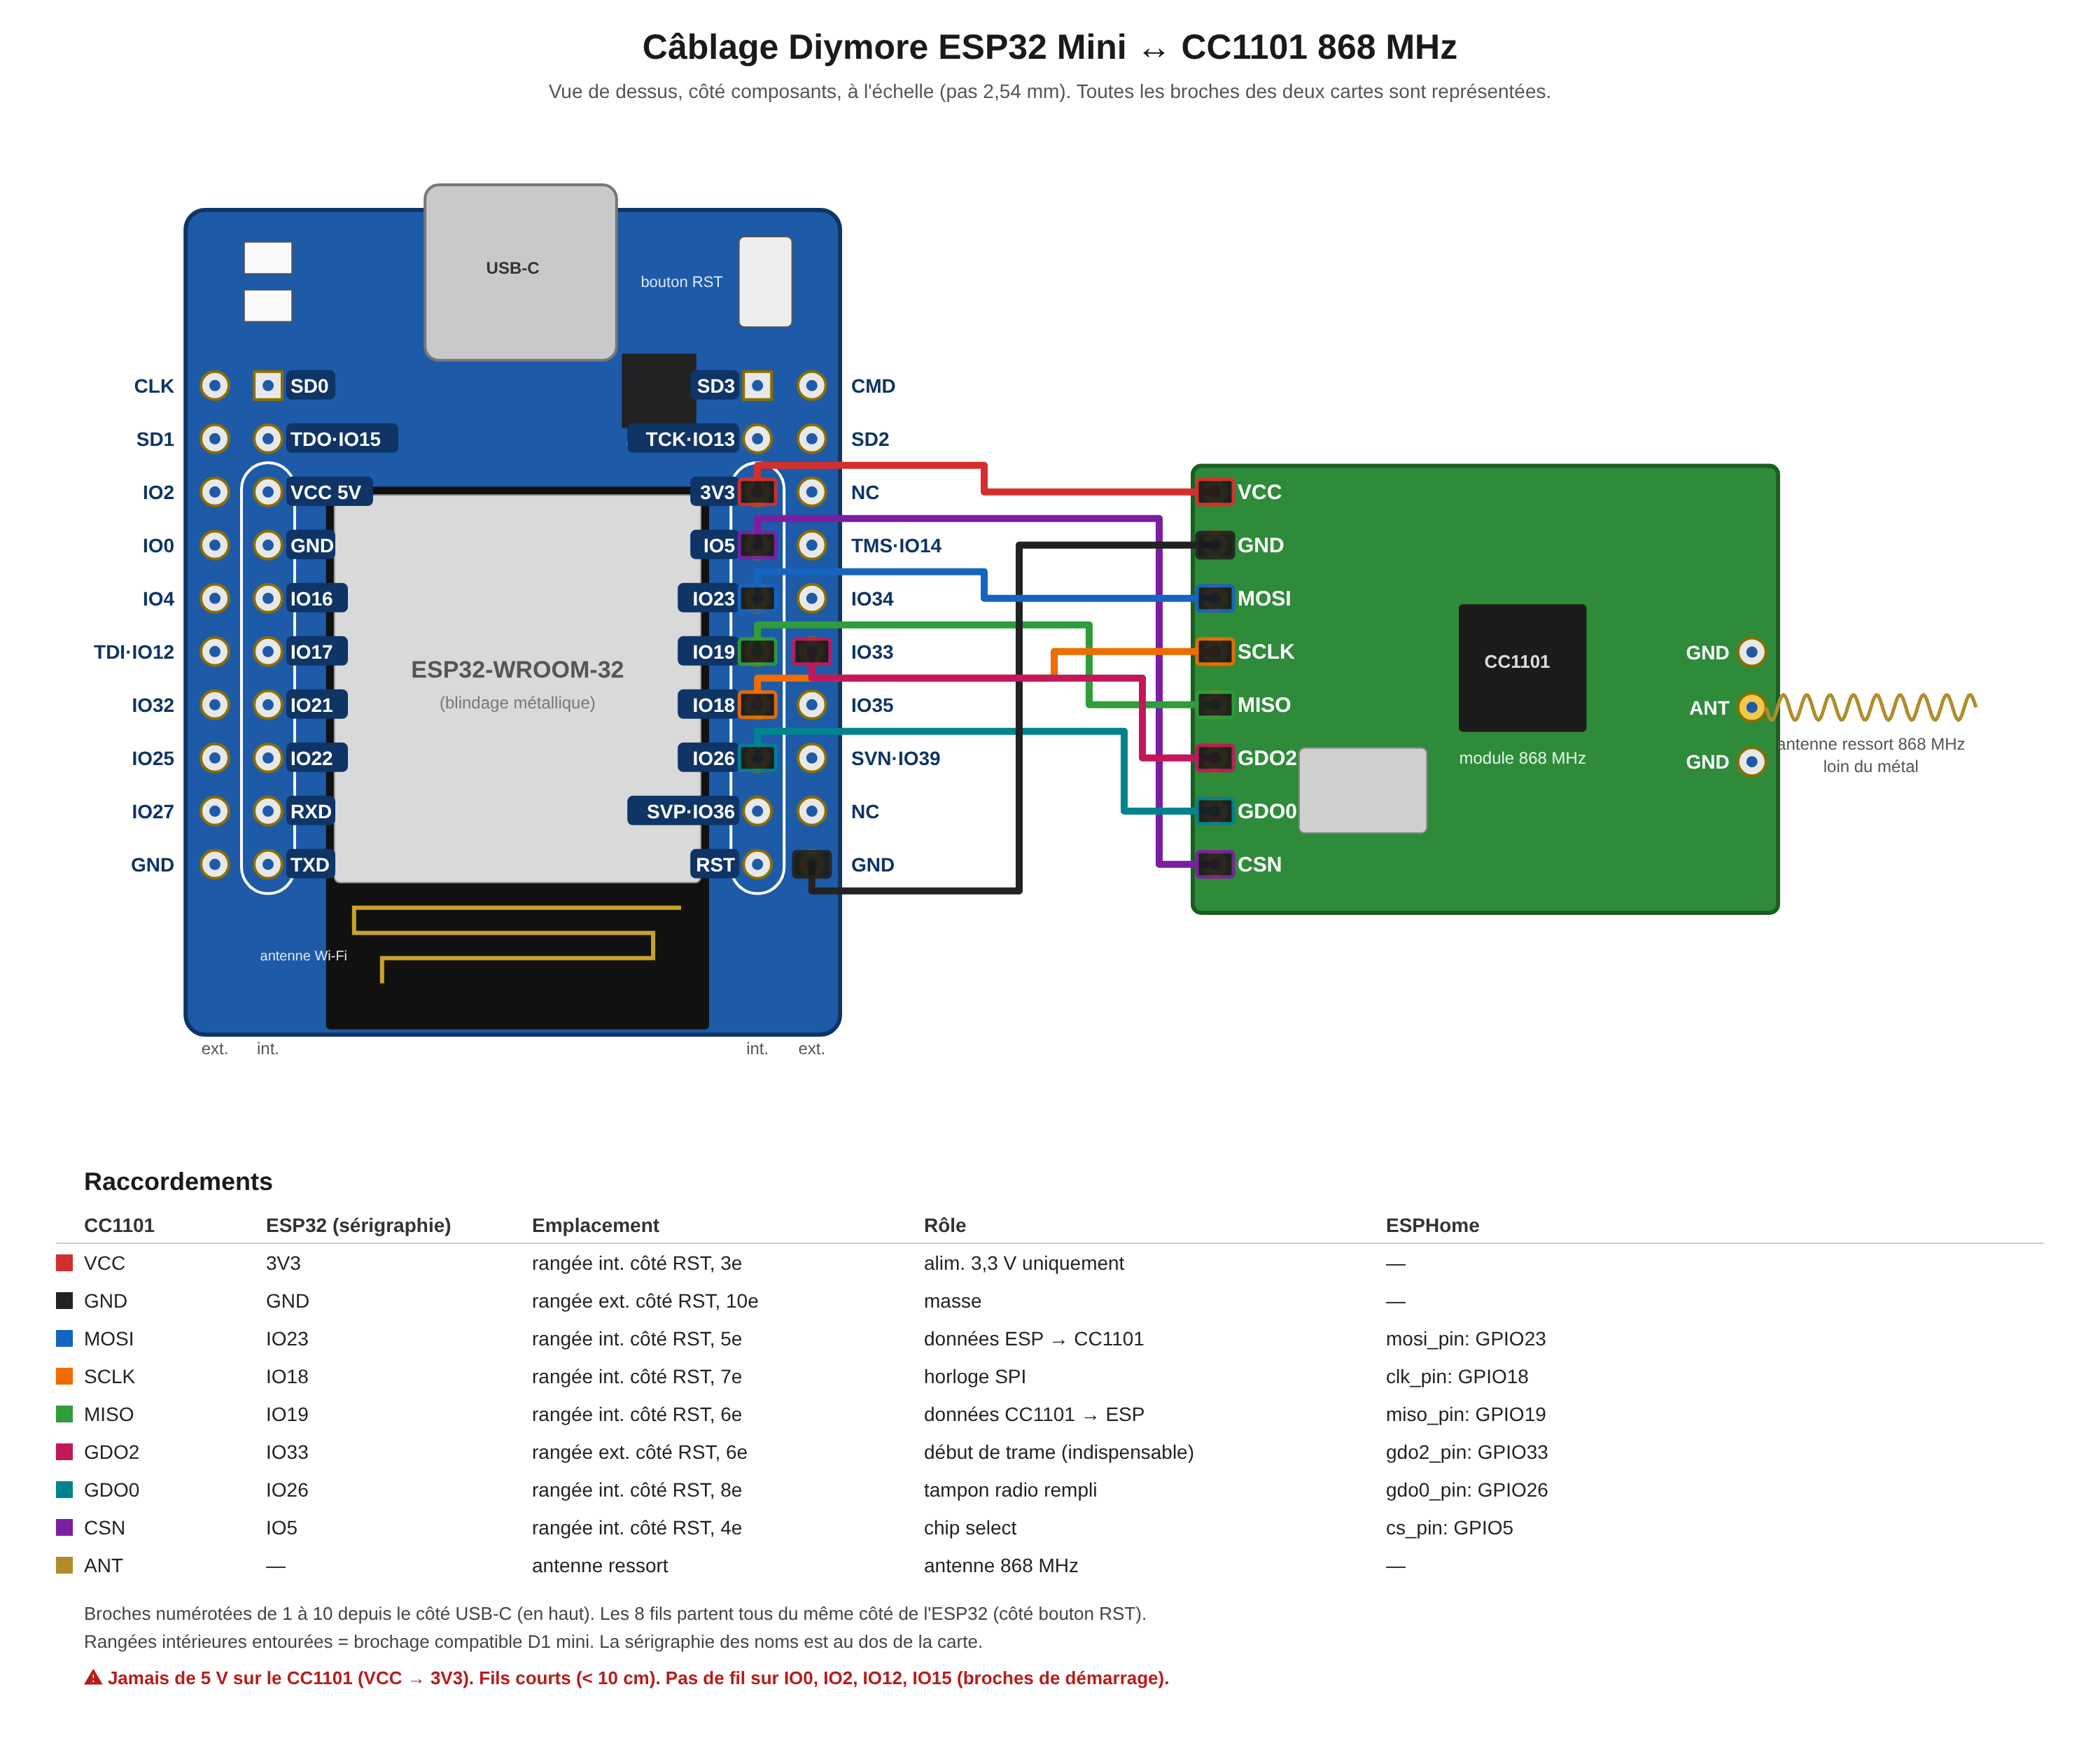 Câblage Diymore ESP32 Mini ↔ CC1101 868 MHz
Vue de dessus, côté composants, à l'échelle (pas 2,54 mm). Toutes les broches des deux cartes sont représentées.
USB-C
bouton RST
CLK SD0 SD3 CMD
SD1 TDO·IO15 TCK·IO13 SD2
IO2 VCC 5V 3V3 NC VCC
IO0 GND IO5 TMS·IO14 GND
IO4 IO16 IO23 IO34 MOSI
TDI·IO12 IO17 IO19 IO33 SCLK GND
ESP32-WROOM-32 CC1101
(blindage métallique)
IO32 IO21 IO18 IO35 MISO ANT
antenne ressort 868 MHz
loin du métal
IO25 IO22 IO26 SVN·IO39 GDO2 module 868 MHz GND
IO27 RXD SVP·IO36 NC GDO0
GND TXD RST GND CSN
antenne Wi-Fi
ext. int. int. ext.
Raccordements
CC1101 ESP32 (sérigraphie) Emplacement Rôle ESPHome
VCC 3V3 rangée int. côté RST, 3e alim. 3,3 V uniquement —
GND GND rangée ext. côté RST, 10e masse —
MOSI IO23 rangée int. côté RST, 5e données ESP → CC1101 mosi_pin: GPIO23
SCLK IO18 rangée int. côté RST, 7e horloge SPI clk_pin: GPIO18
MISO IO19 rangée int. côté RST, 6e données CC1101 → ESP miso_pin: GPIO19
GDO2 IO33 rangée ext. côté RST, 6e début de trame (indispensable) gdo2_pin: GPIO33
GDO0 IO26 rangée int. côté RST, 8e tampon radio rempli gdo0_pin: GPIO26
CSN IO5 rangée int. côté RST, 4e chip select cs_pin: GPIO5
ANT — antenne ressort antenne 868 MHz —
Broches numérotées de 1 à 10 depuis le côté USB-C (en haut). Les 8 fils partent tous du même côté de l'ESP32 (côté bouton RST).
Rangées intérieures entourées = brochage compatible D1 mini. La sérigraphie des noms est au dos de la carte.
⚠ Jamais de 5 V sur le CC1101 (VCC → 3V3). Fils courts (< 10 cm). Pas de fil sur IO0, IO2, IO12, IO15 (broches de démarrage).